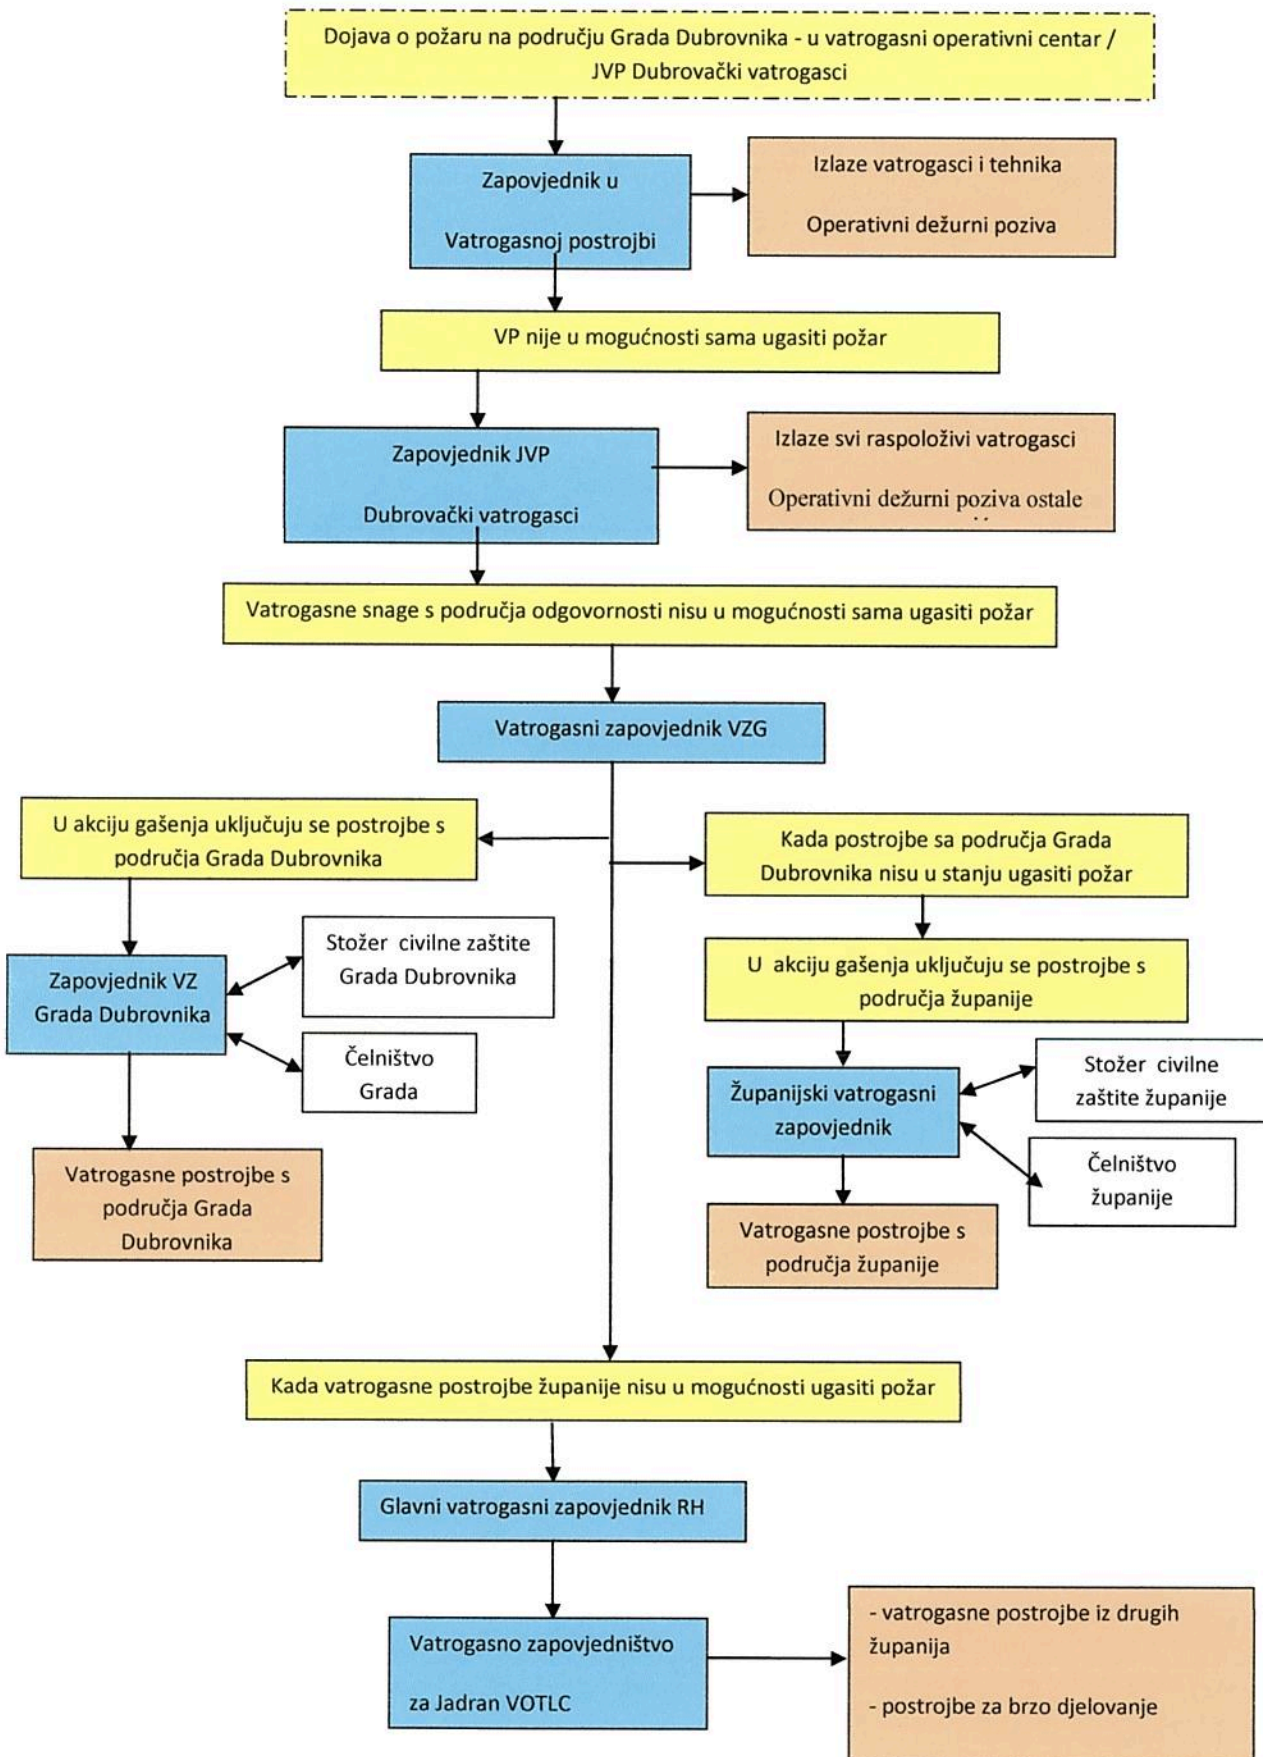 Dojava o požaru na području Grada Dubrovnika - u vatrogasni operativni centar /
JVP Dubrovački vatrogasci
Zapovjednik u
Vatrogasnoj postrojbi
Izlaze vatrogasci i tehnika
Operativni dežurni poziva
VP nije u mogućnosti sama ugasiti požar
Zapovjednik JVP
Dubrovački vatrogasci
Izlaze svi raspoloživi vatrogasci
Operativni dežurni poziva ostale
Vatrogasne snage s područja odgovornosti nisu u mogućnosti sama ugasiti požar
Vatrogasni zapovjednik VZG
U akciju gašenja uključuju se postrojbe s
područja Grada Dubrovnika
Zapovjednik VZ
Grada Dubrovnika
Stožer civilne zaštite
Grada Dubrovnika
Čelništvo
Grada
Vatrogasne postrojbe s
područja Grada
Dubrovnika
Kada postrojbe sa područja Grada
Dubrovnika nisu u stanju ugasiti požar
U akciju gašenja uključuju se postrojbe s
područja županije
Županijski vatrogasni
zapovjednik
Stožer civilne
zaštite županije
Čelništvo
županije
Vatrogasne postrojbe s
područja županije
Kada vatrogasne postrojbe županije nisu u mogućnosti ugasiti požar
Glavni vatrogasni zapovjednik RH
Vatrogasno zapovjedništvo
za Jadran VOTLC
- vatrogasne postrojbe iz drugih
županija
- postrojbe za brzo djelovanje